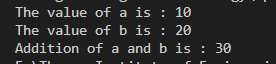 The value of a is : 10
The value of b is : 20
Addition of a and b is : 30